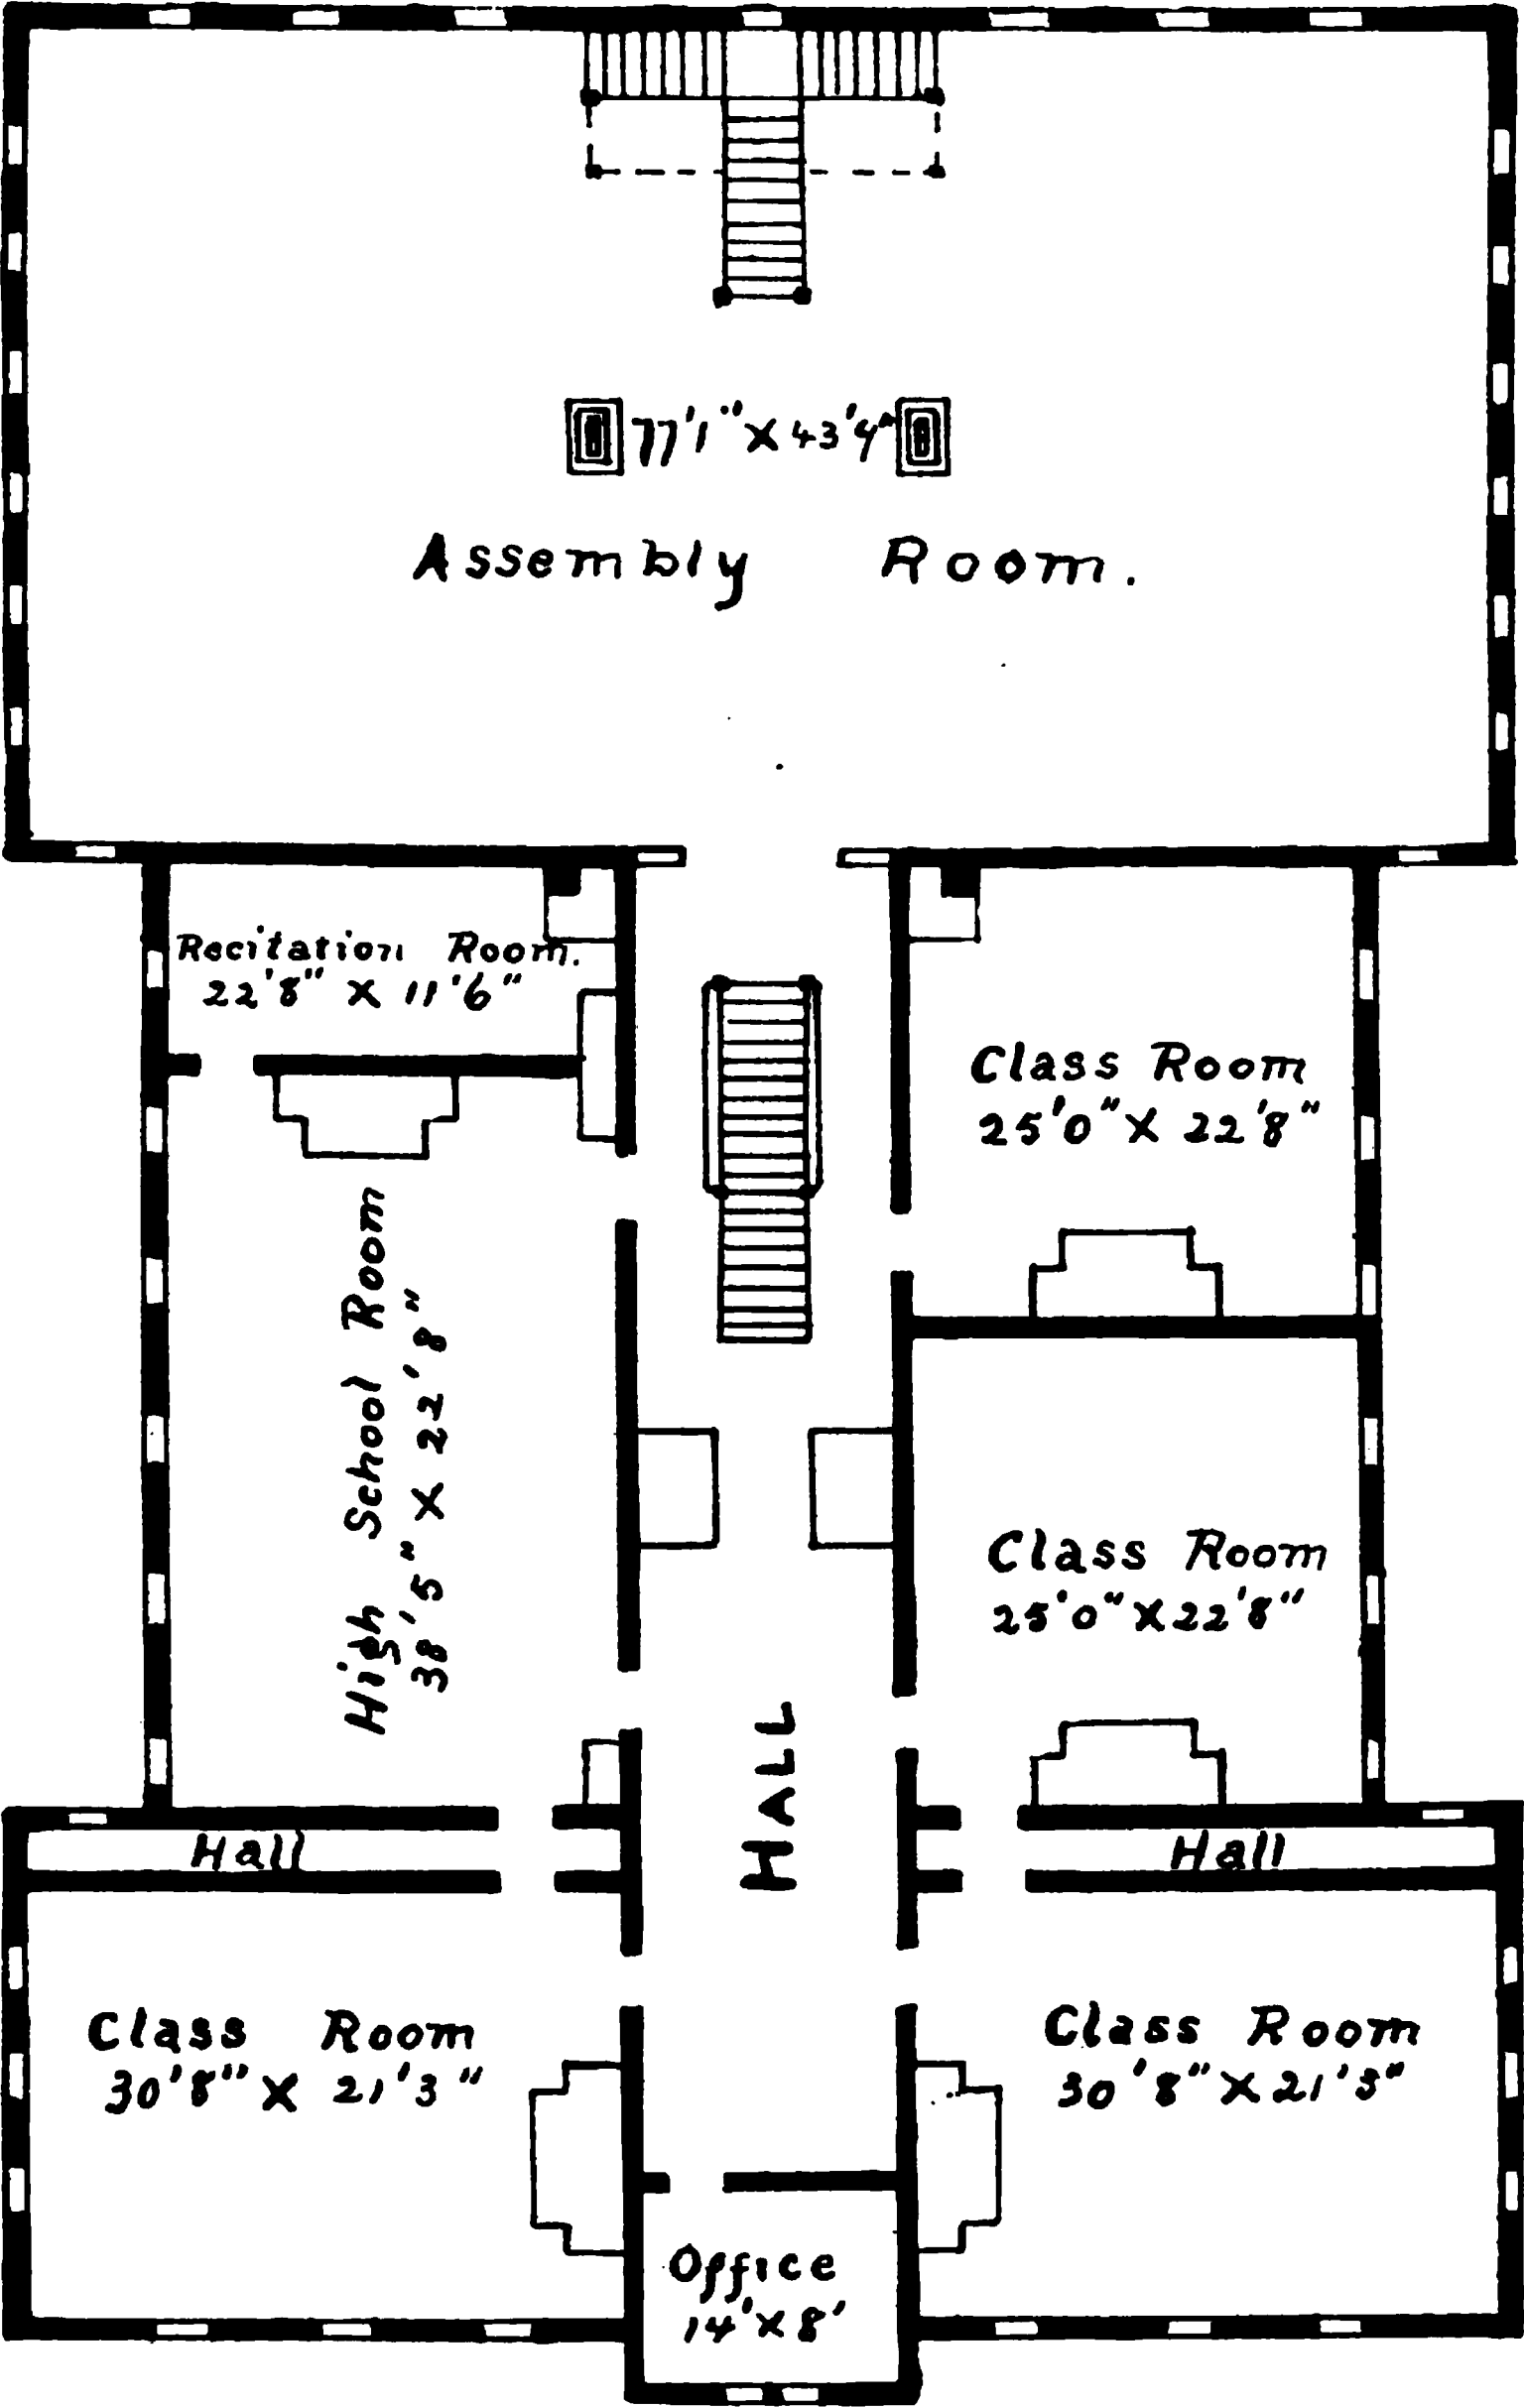 77'1" X 43'4"
Assembly Room.
Recitation Room.
22'8" X 11'6"
Class Room
25'0" X 22'8"
High School Room
38'5" X 22'8"
Class Room
25'0" X 22'8"
HALL
Hall
Hall
Class Room
30'8" X 21'3"
Class Room
30'8" X 21'3"
Office
14' X 8'